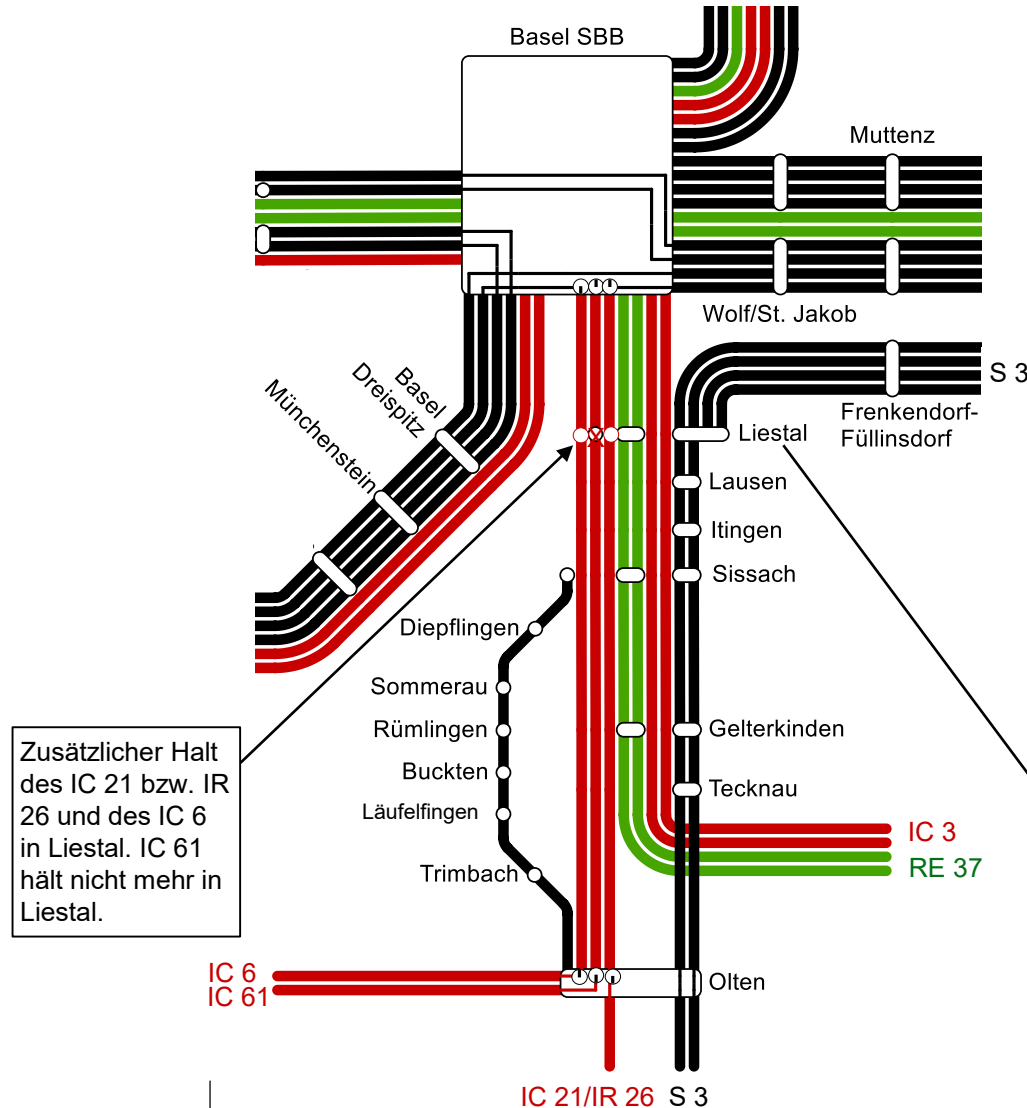 Basel SBB
Muttenz
Wolf/St. Jakob
S 3
Basel
Dreispitz
Münchenstein
Frenkendorf-
Füllinsdorf
Liestal
Lausen
Itingen
Sissach
Diepflingen
Sommerau
Rümlingen
Gelterkinden
Zusätzlicher Halt
des IC 21 bzw. IR
26 und des IC 6
in Liestal. IC 61
hält nicht mehr in
Liestal.
Buckten
Tecknau
Läufelfingen
IC 3
RE 37
Trimbach
IC 6
IC 61
Olten
IC 21/IR 26
S 3